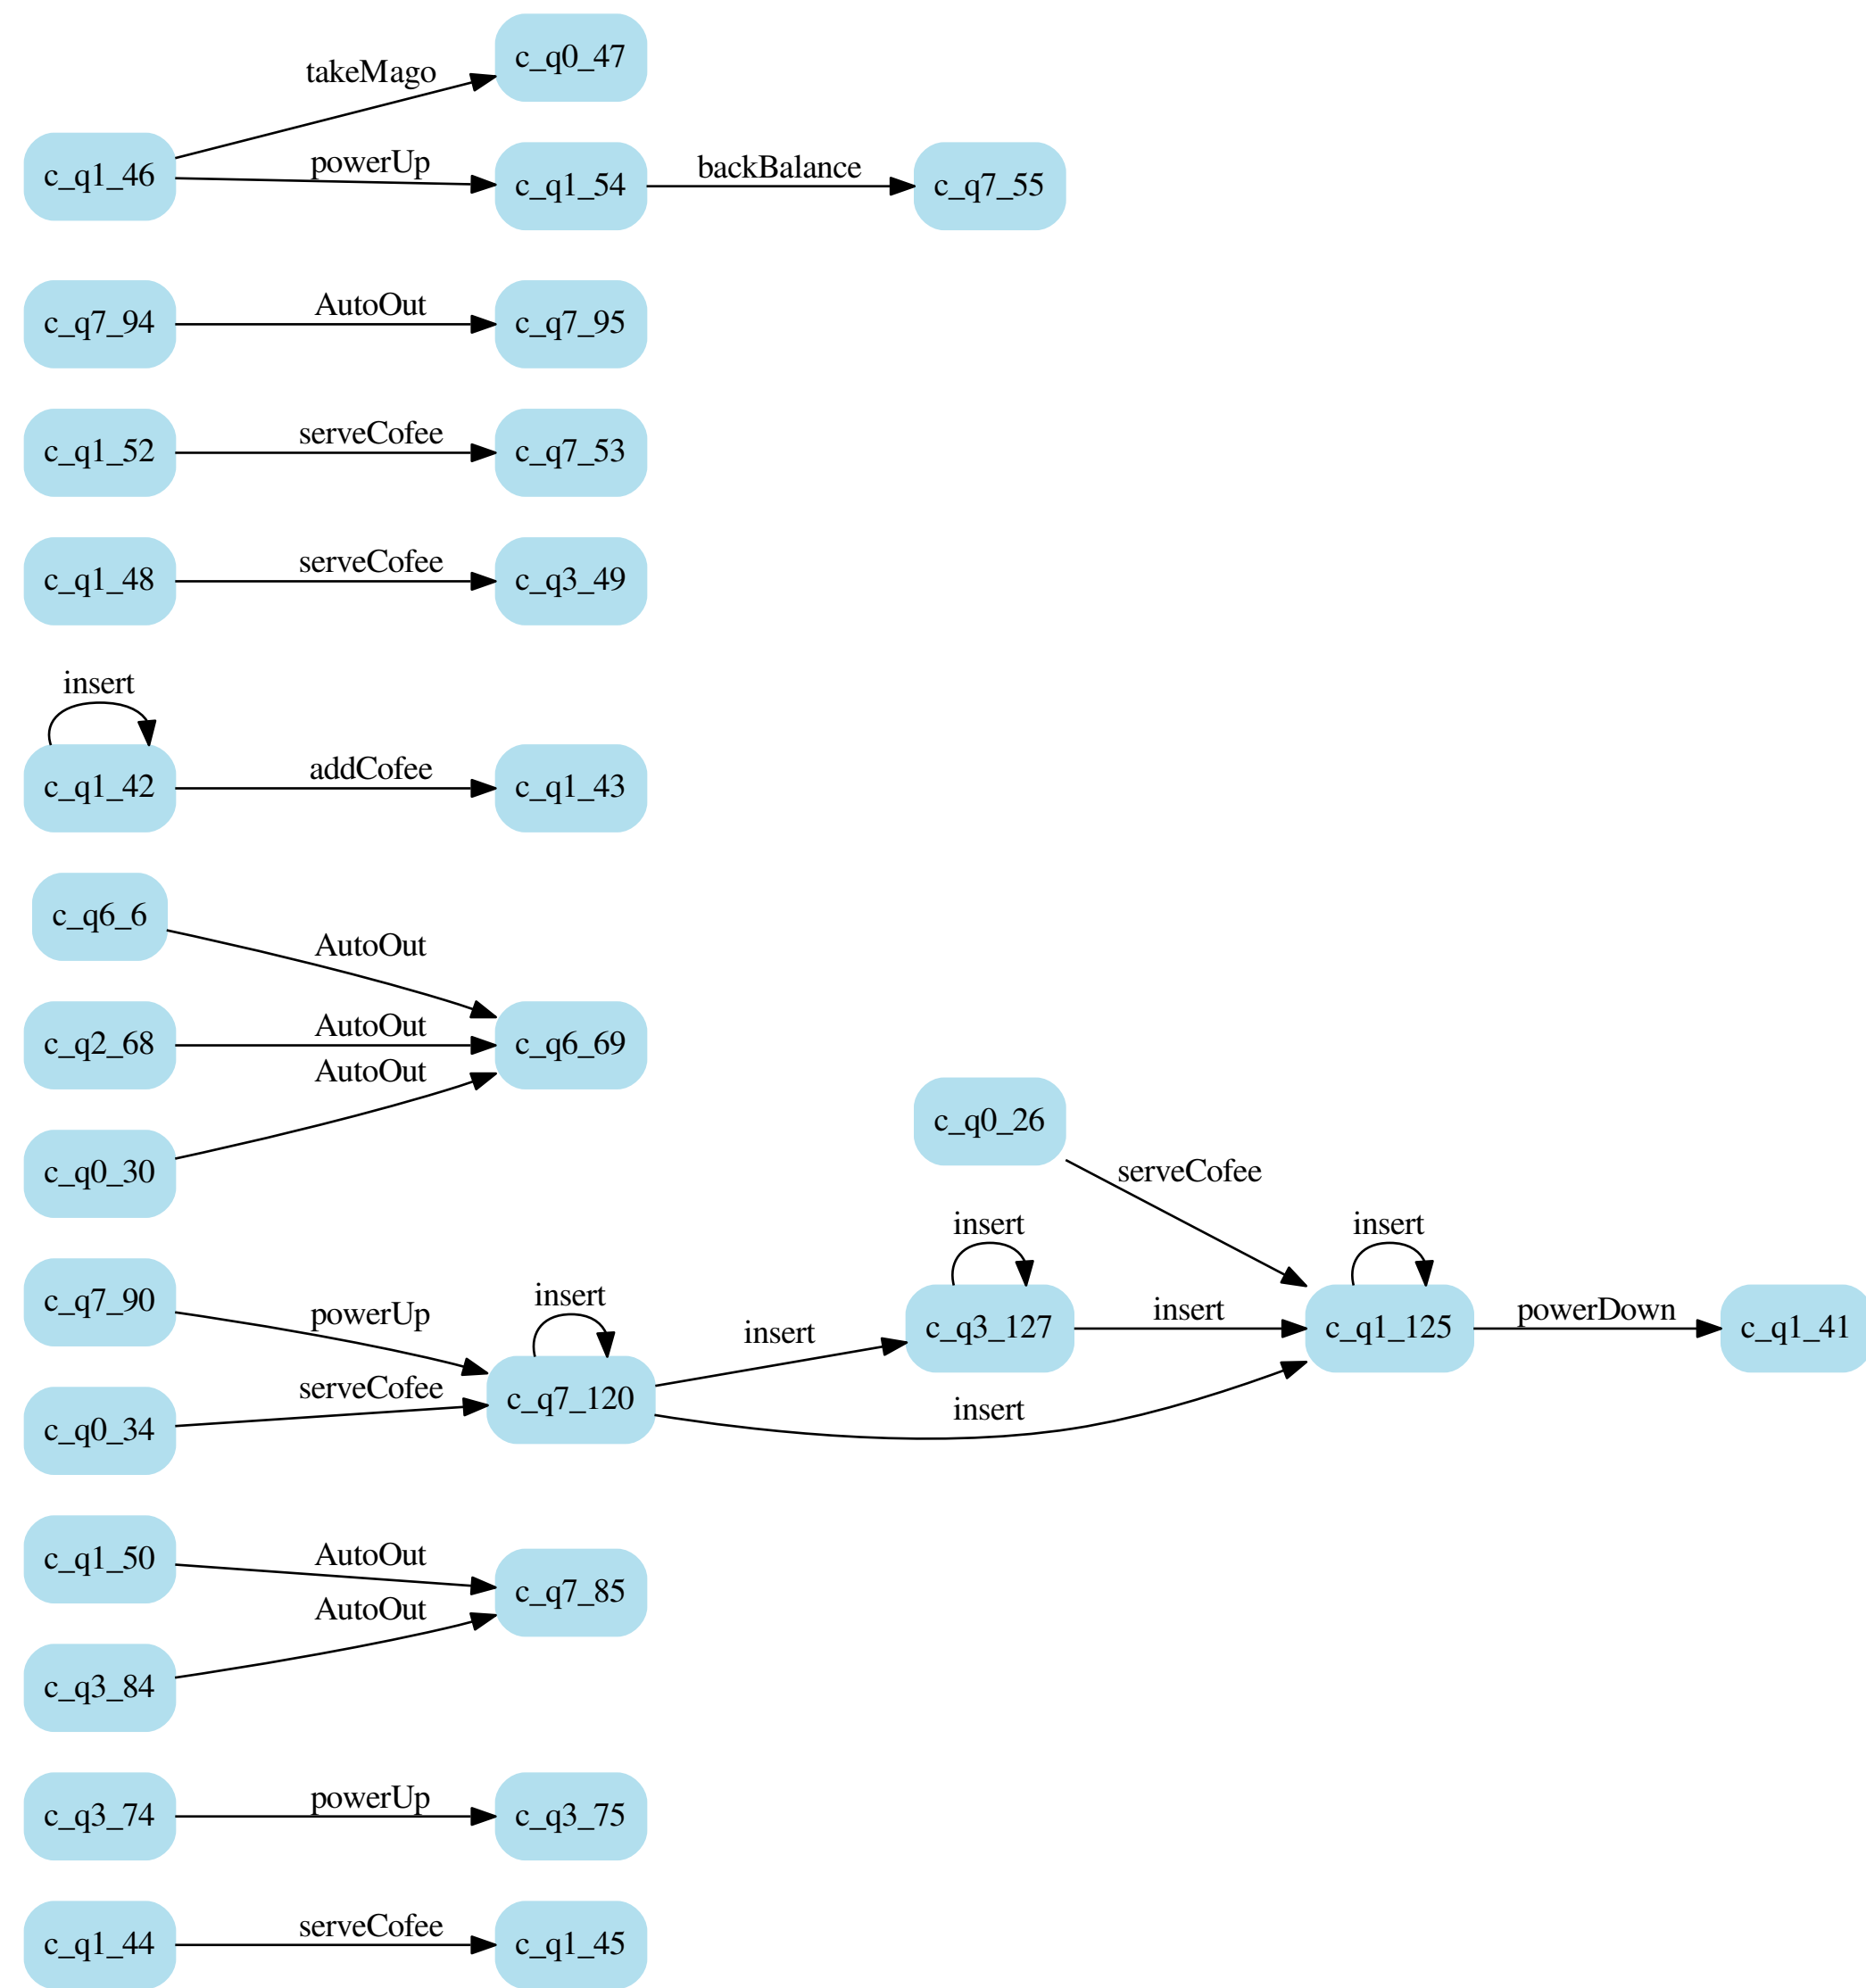 c_q0_47
takeMago
c_q1_46
powerUp
c_q1_54
backBalance
c_q7_55
c_q7_94
AutoOut
c_q7_95
c_q1_52
serveCofee
c_q7_53
c_q1_48
serveCofee
c_q3_49
insert
c_q1_42
addCofee
c_q1_43
c_q6_6
AutoOut
c_q2_68
AutoOut
c_q6_69
AutoOut
c_q0_30
c_q0_26
serveCofee
c_q7_90
powerUp
insert
insert
insert
insert
c_q3_127
insert
c_q1_125
powerDown
c_q1_41
c_q0_34
serveCofee
c_q7_120
insert
c_q1_50
AutoOut
c_q7_85
AutoOut
c_q3_84
c_q3_74
powerUp
c_q3_75
c_q1_44
serveCofee
c_q1_45